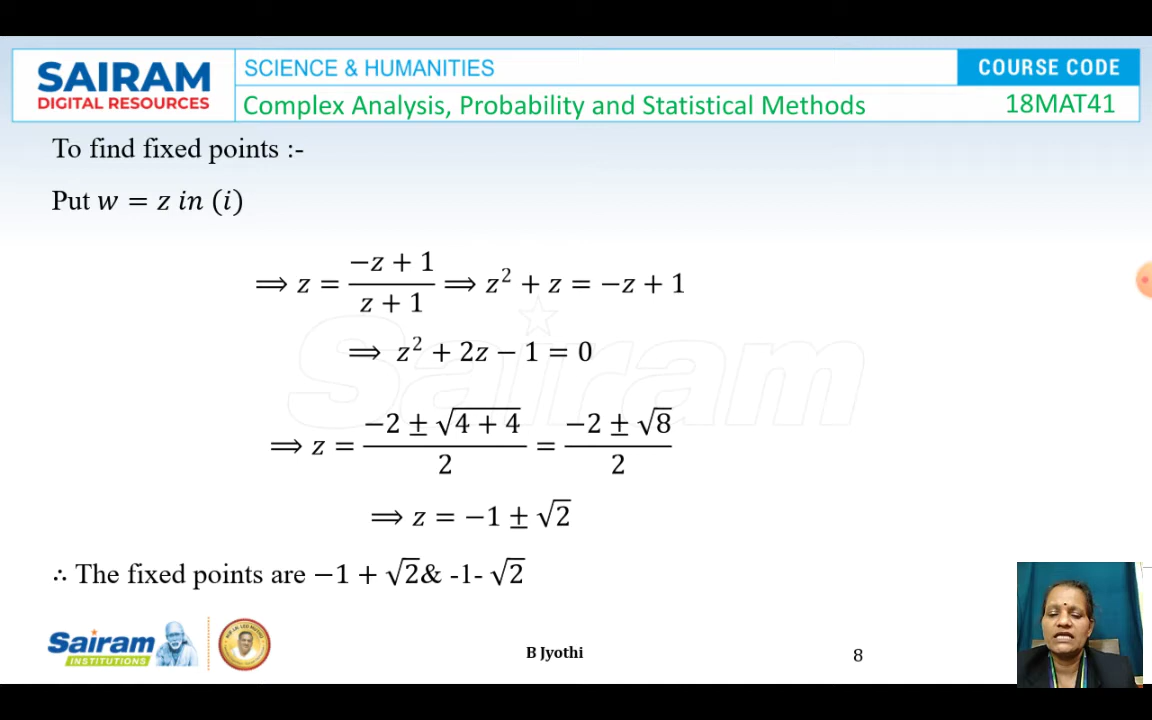 SAIRAM
DIGITAL RESOURCES
SCIENCE & HUMANITIES
COURSE CODE
Complex Analysis, Probability and Statistical Methods
18MAT41
To find fixed points :-
Put w = z in (i)
⟹ z = (−z + 1)/(z + 1) ⟹ z² + z = −z + 1
⟹ z² + 2z − 1 = 0
⟹ z = (−2 ± √(4 + 4))/2 = (−2 ± √8)/2
⟹ z = −1 ± √2
∴ The fixed points are −1 + √2& -1- √2
Sairam
Sairam
INSTITUTIONS
B Jyothi
8